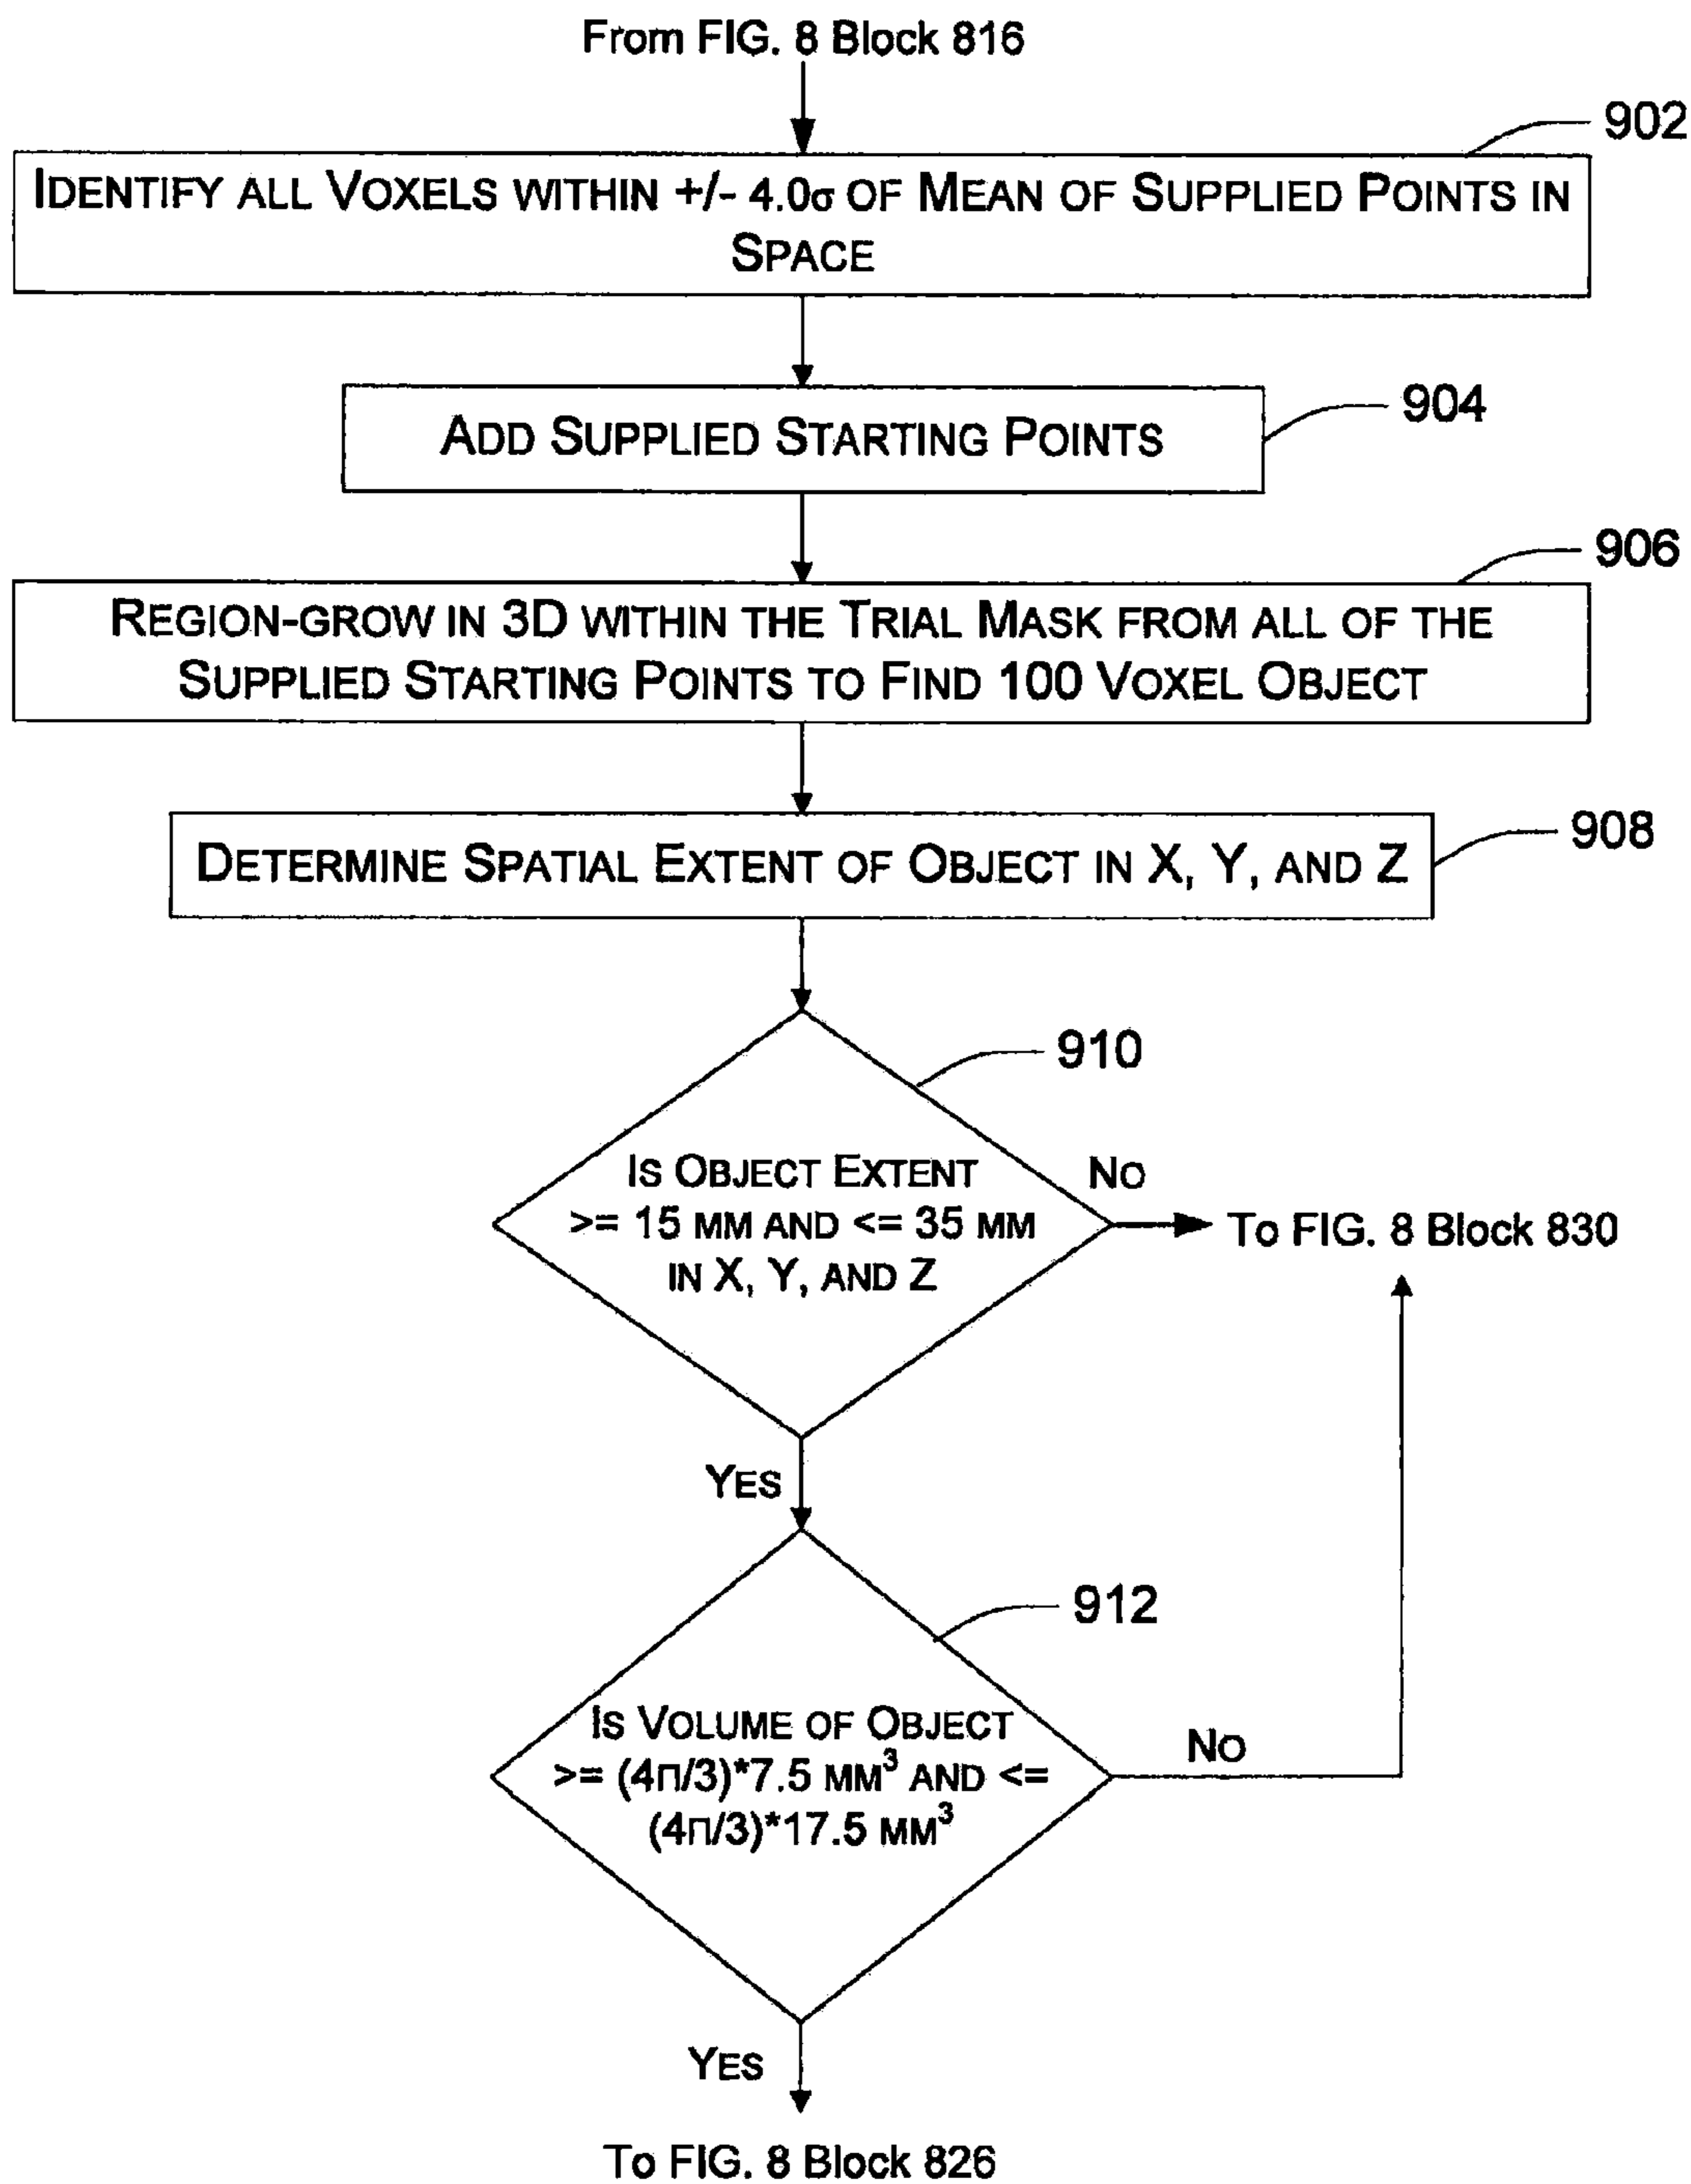 From FIG. 8 Block 816
902
IDENTIFY ALL VOXELS WITHIN +/- 4.0σ OF MEAN OF SUPPLIED POINTS IN
SPACE
904
ADD SUPPLIED STARTING POINTS
906
REGION-GROW IN 3D WITHIN THE TRIAL MASK FROM ALL OF THE
SUPPLIED STARTING POINTS TO FIND 100 VOXEL OBJECT
908
DETERMINE SPATIAL EXTENT OF OBJECT IN X, Y, AND Z
910
IS OBJECT EXTENT
>= 15 MM AND <= 35 MM
IN X, Y, AND Z
NO
To FIG. 8 Block 830
YES
912
IS VOLUME OF OBJECT
>= (4Π/3)*7.5 MM³ AND <=
(4Π/3)*17.5 MM³
NO
YES
To FIG. 8 Block 826